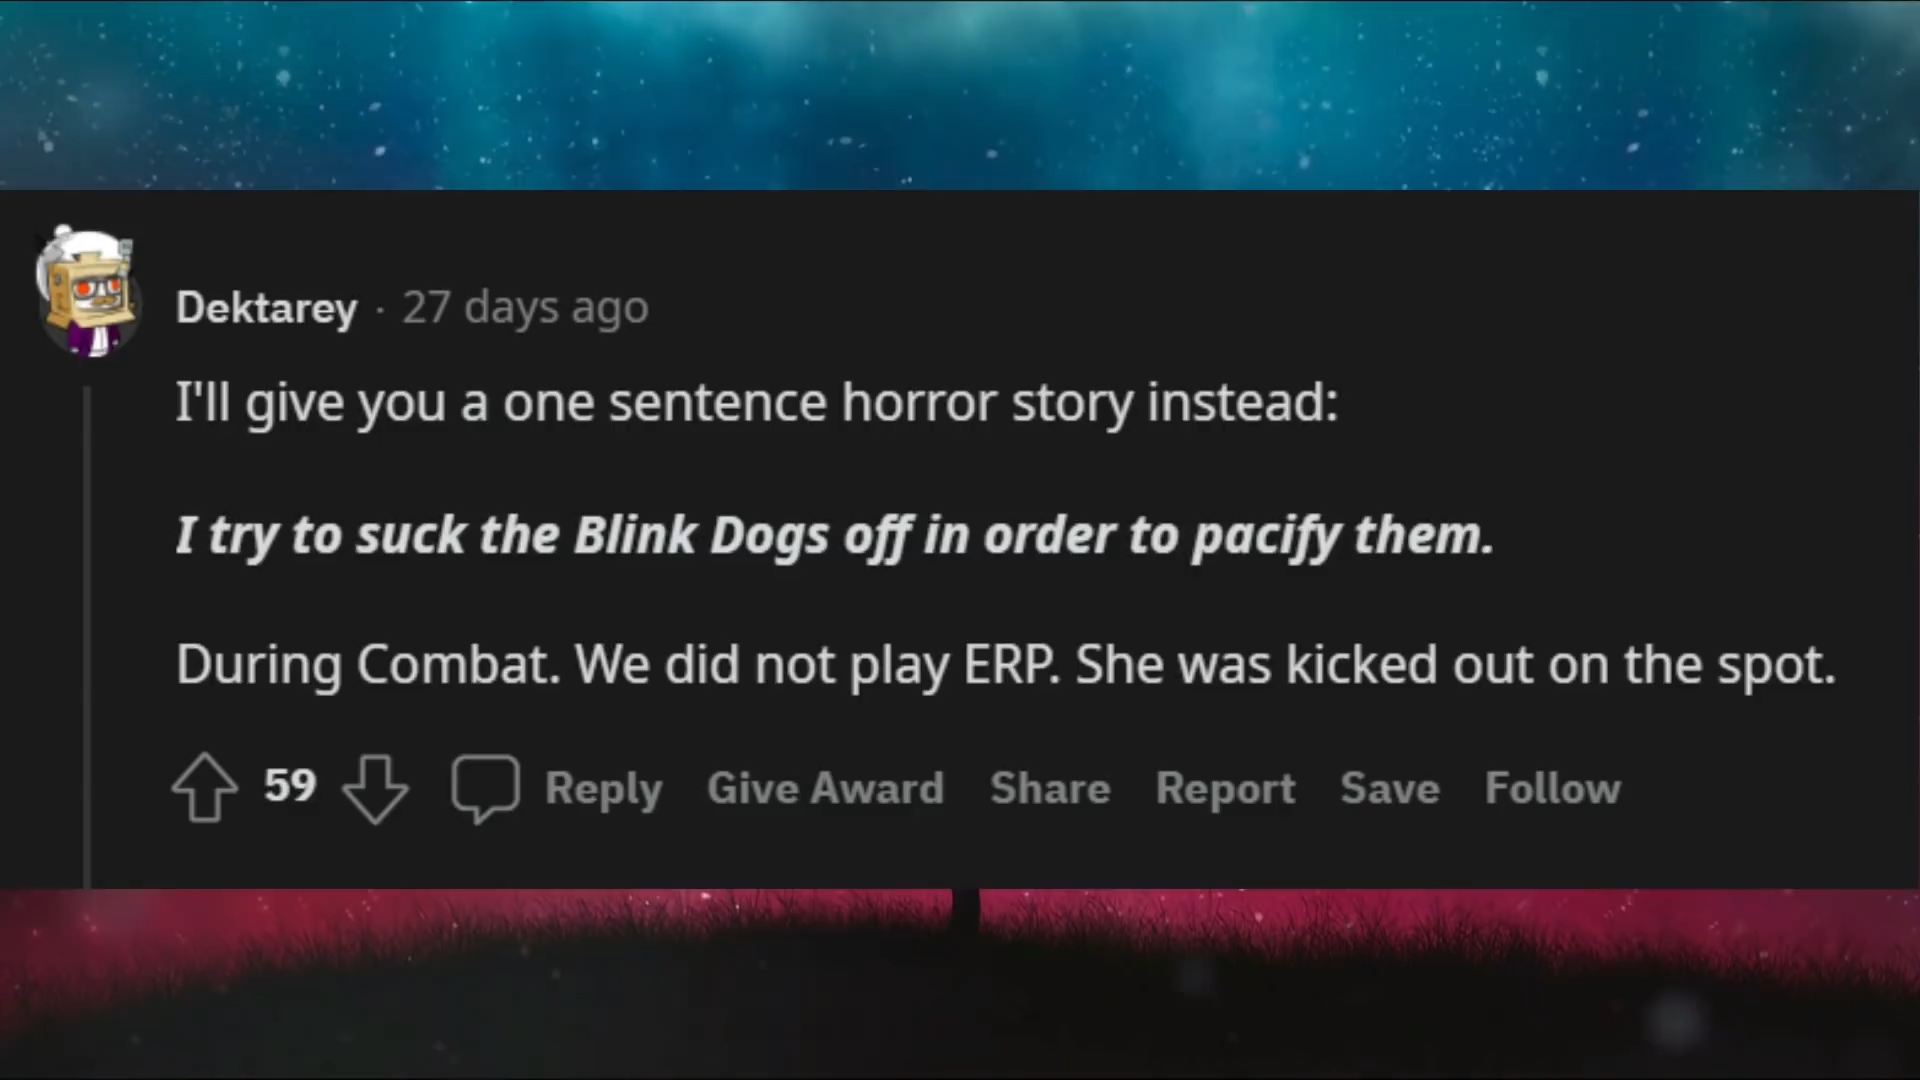 Dektarey · 27 days ago
I'll give you a one sentence horror story instead:
I try to suck the Blink Dogs off in order to pacify them.
During Combat. We did not play ERP. She was kicked out on the spot.
59 Reply Give Award Share Report Save Follow